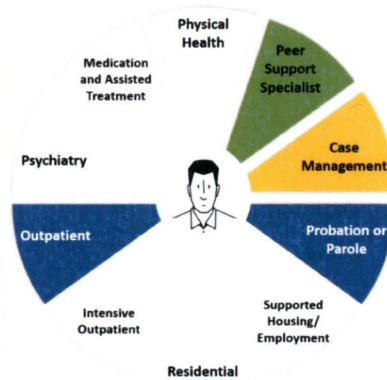 Physical
Health
Peer
Support
Specialist
Medication
and Assisted
Treatment
Case
Management
Psychiatry
Outpatient
Probation or
Parole
Intensive
Outpatient
Supported
Housing/
Employment
Residential